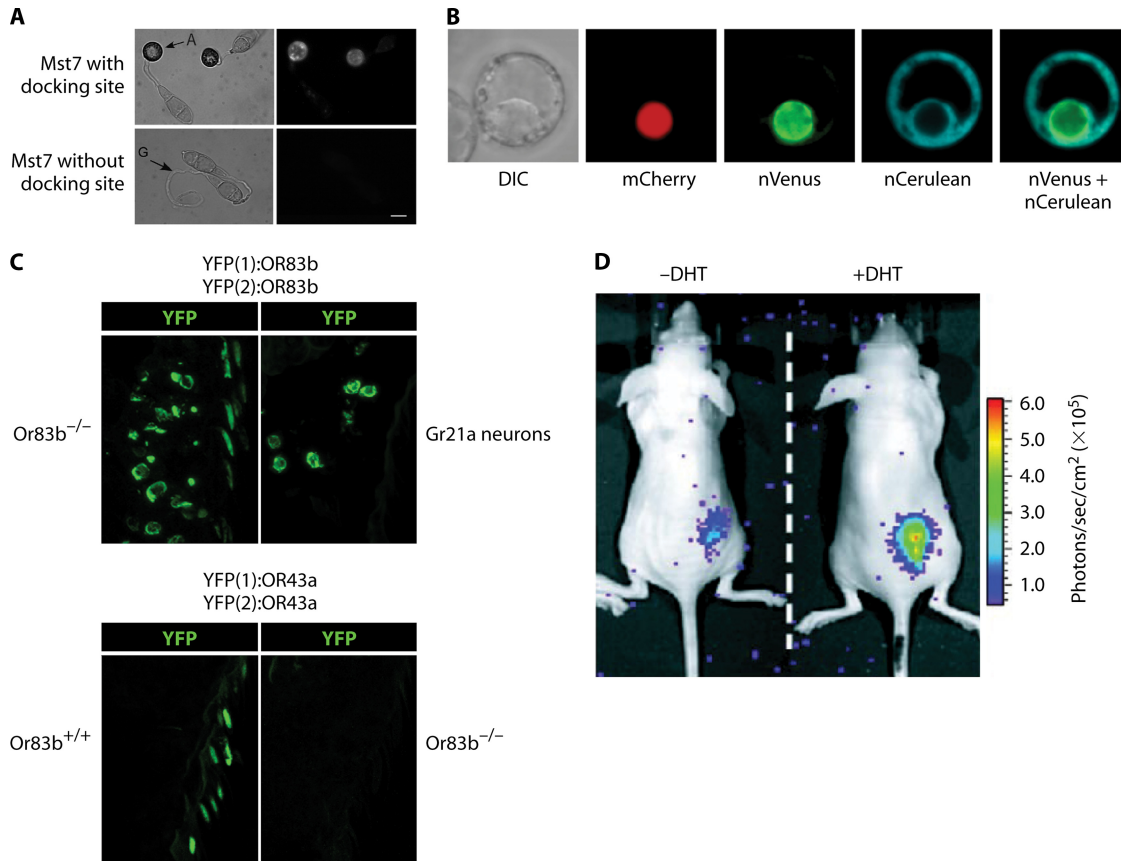 A
Mst7 with
docking site
A
Mst7 without
docking site
G
B
DIC
mCherry
nVenus
nCerulean
nVenus +
nCerulean
C
YFP(1):OR83b
YFP(2):OR83b
YFP
YFP
Or83b−/−
Gr21a neurons
YFP(1):OR43a
YFP(2):OR43a
YFP
YFP
Or83b+/+
Or83b−/−
D
–DHT
+DHT
6.0
5.0
4.0
3.0
2.0
1.0
Photons/sec/cm² (×10⁵)